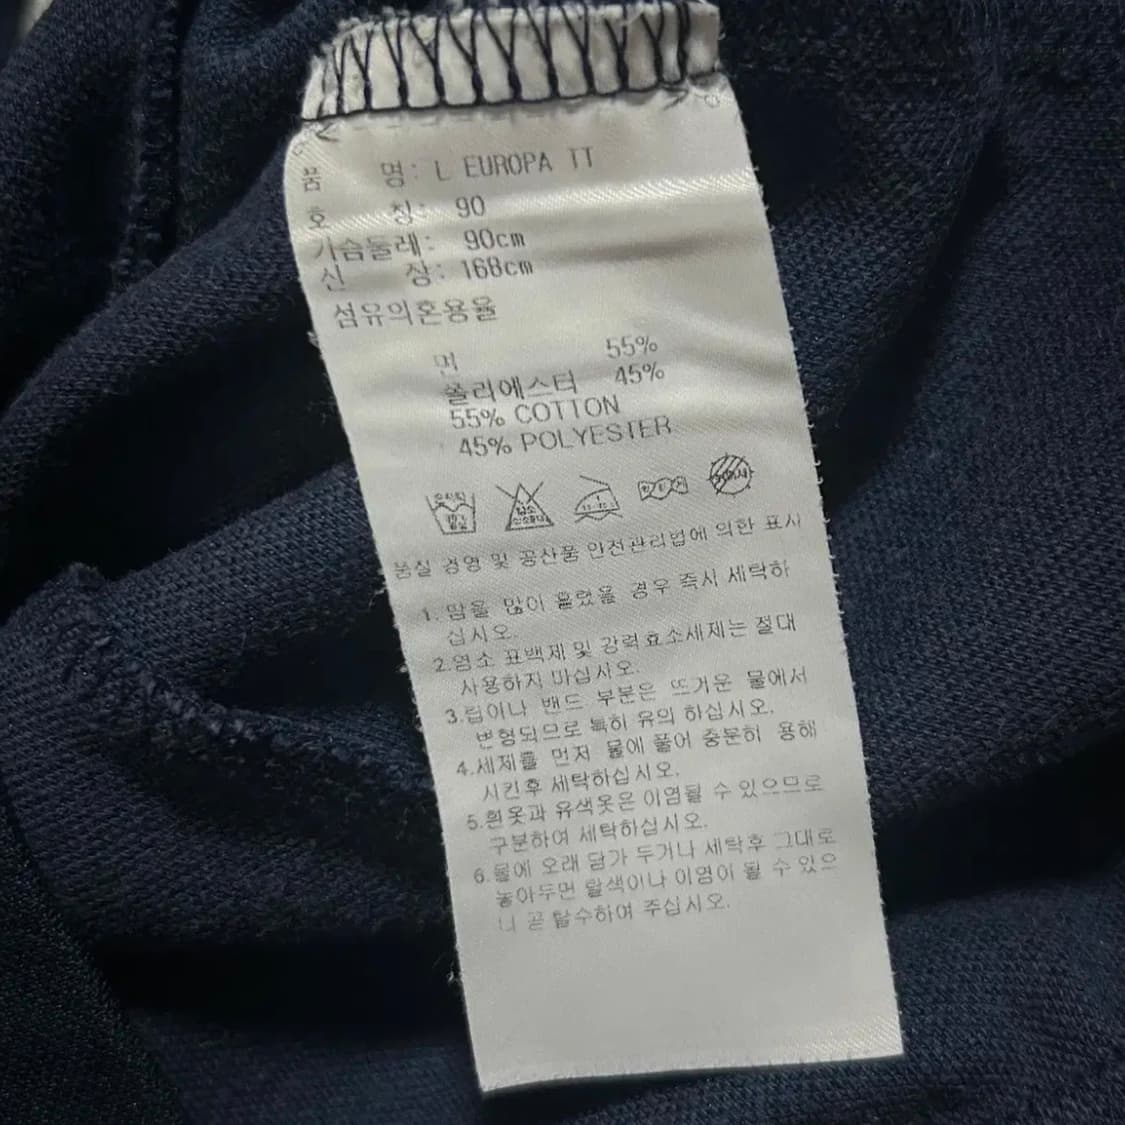 품 명: L EUROPA TT
호 칭: 90
가슴둘레: 90cm
신 장: 168cm
섬유의혼용율
면 55%
폴리에스터 45%
55% COTTON
45% POLYESTER
품질 경영 및 공산품 안전관리법에 의한 표시
1. 땀을 많이 흘렸을 경우 즉시 세탁하
십시오.
2.염소 표백제 및 강력효소세제는 절대
사용하지 마십시오.
3.립이나 밴드 부분은 뜨거운 물에서
변형되므로 특히 유의 하십시오.
4.세제를 먼저 물에 풀어 충분히 용해
시킨후 세탁하십시오.
5.흰옷과 유색옷은 이염될 수 있으므로
구분하여 세탁하십시오.
6.물에 오래 담가 두거나 세탁후 그대로
놓아두면 탈색이나 이염이 될 수 있으
니 곧 탈수하여 주십시오.